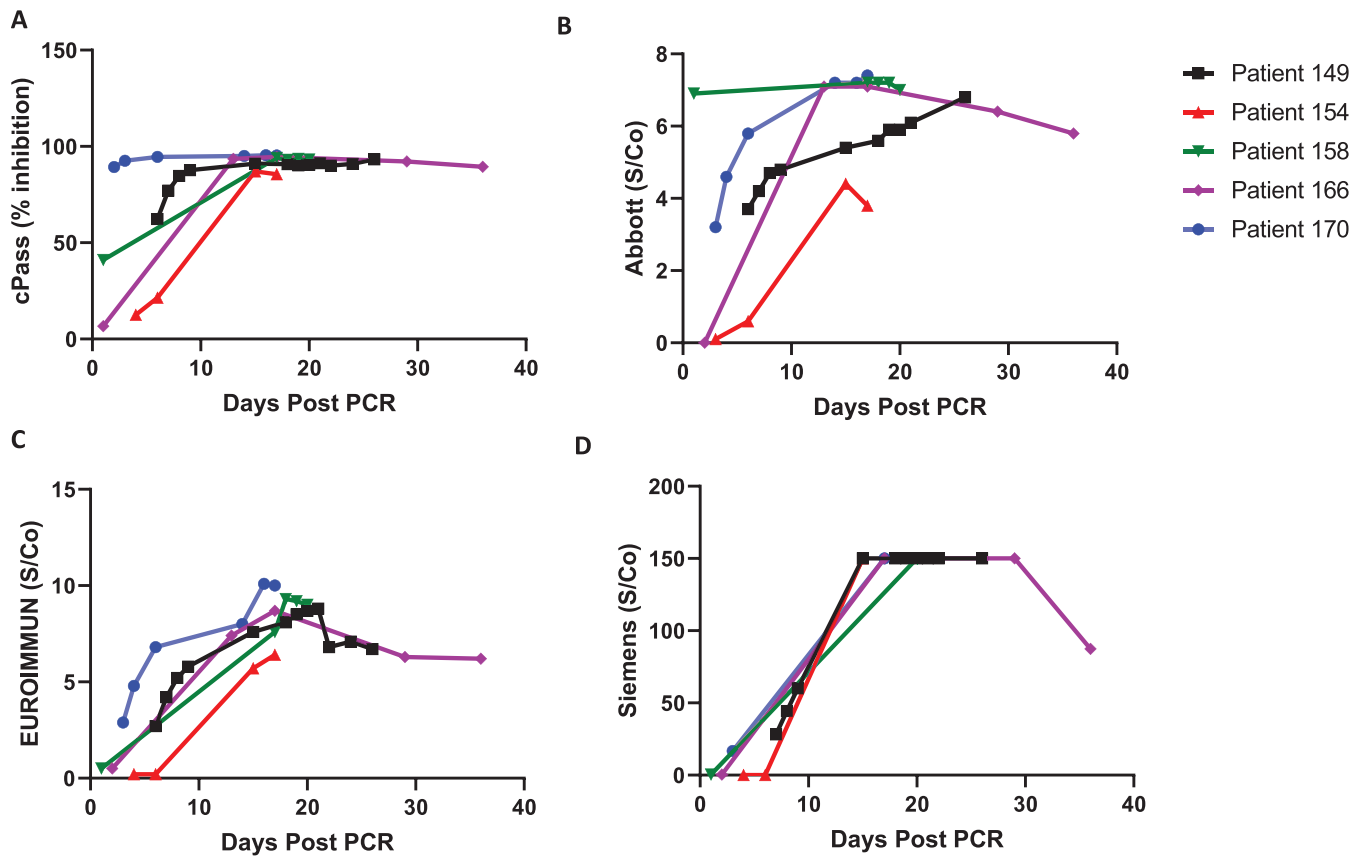 A
150
100
50
0
cPass (% inhibition)
0 10 20 30 40
Days Post PCR
B
8
6
4
2
0
Abbott (S/Co)
0 10 20 30 40
Days Post PCR
Patient 149
Patient 154
Patient 158
Patient 166
Patient 170
C
15
10
5
0
EUROIMMUN (S/Co)
0 10 20 30 40
Days Post PCR
D
200
150
100
50
0
Siemens (S/Co)
0 10 20 30 40
Days Post PCR